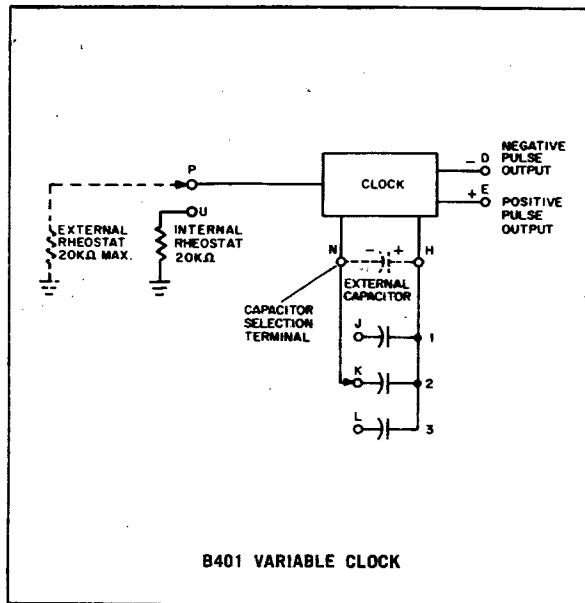 P
U
EXTERNAL
RHEOSTAT
20KΩ MAX.
INTERNAL
RHEOSTAT
20KΩ
CLOCK
- D
NEGATIVE
PULSE
OUTPUT
+ E
POSITIVE
PULSE
OUTPUT
N
- +
H
EXTERNAL
CAPACITOR
CAPACITOR
SELECTION
TERMINAL
J
1
K
2
L
3
B401 VARIABLE CLOCK